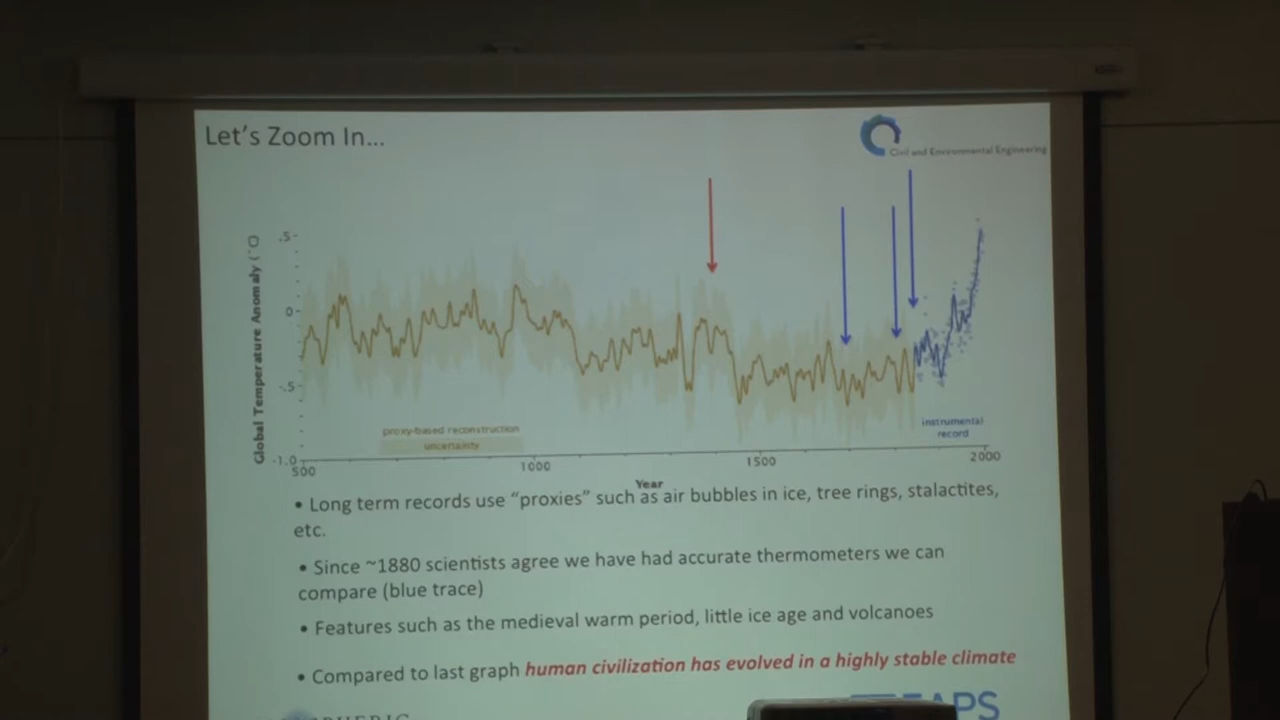 Let's Zoom In...
Civil and Environmental Engineering
Global Temperature Anomaly (°C)
.5
0
-.5
-1.0
proxy-based reconstruction
uncertainty
instrumental
record
500
1000
1500
2000
Year
• Long term records use “proxies” such as air bubbles in ice, tree rings, stalactites,
etc.
• Since ~1880 scientists agree we have had accurate thermometers we can
compare (blue trace)
• Features such as the medieval warm period, little ice age and volcanoes
• Compared to last graph human civilization has evolved in a highly stable climate